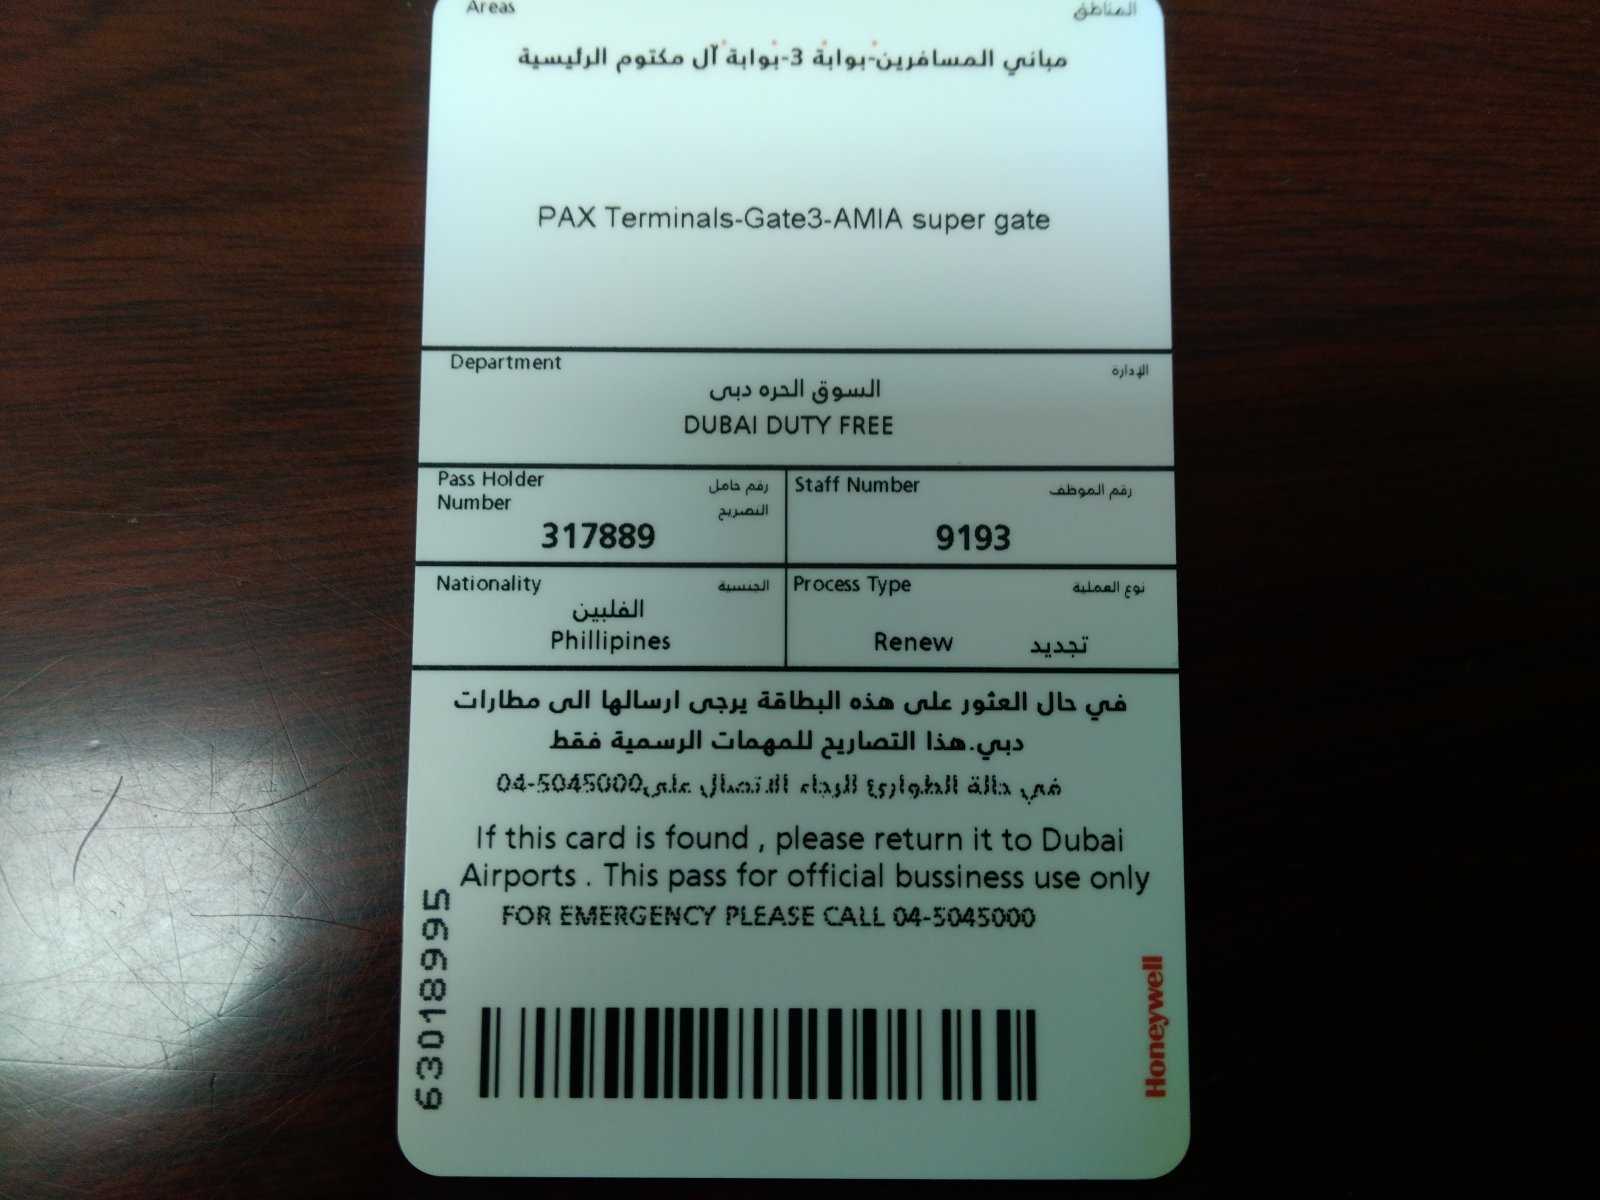 Areas المناطق
مباني المسافرين-بوابة 3-بوابة آل مكتوم الرئيسية
PAX Terminals-Gate3-AMIA super gate
Department الإدارة
السوق الحره دبى
DUBAI DUTY FREE
Pass Holder Number رقم حامل التصريح
317889
Staff Number رقم الموظف
9193
Nationality الجنسية
الفلبين
Phillipines
Process Type نوع العملية
Renew تجديد
في حال العثور على هذه البطاقة يرجى ارسالها الى مطارات
دبي.هذا التصاريح للمهمات الرسمية فقط
في حالة الطوارئ الرجاء الاتصال على04-5045000
If this card is found , please return it to Dubai
Airports . This pass for official bussiness use only
FOR EMERGENCY PLEASE CALL 04-5045000
63018995
Honeywell